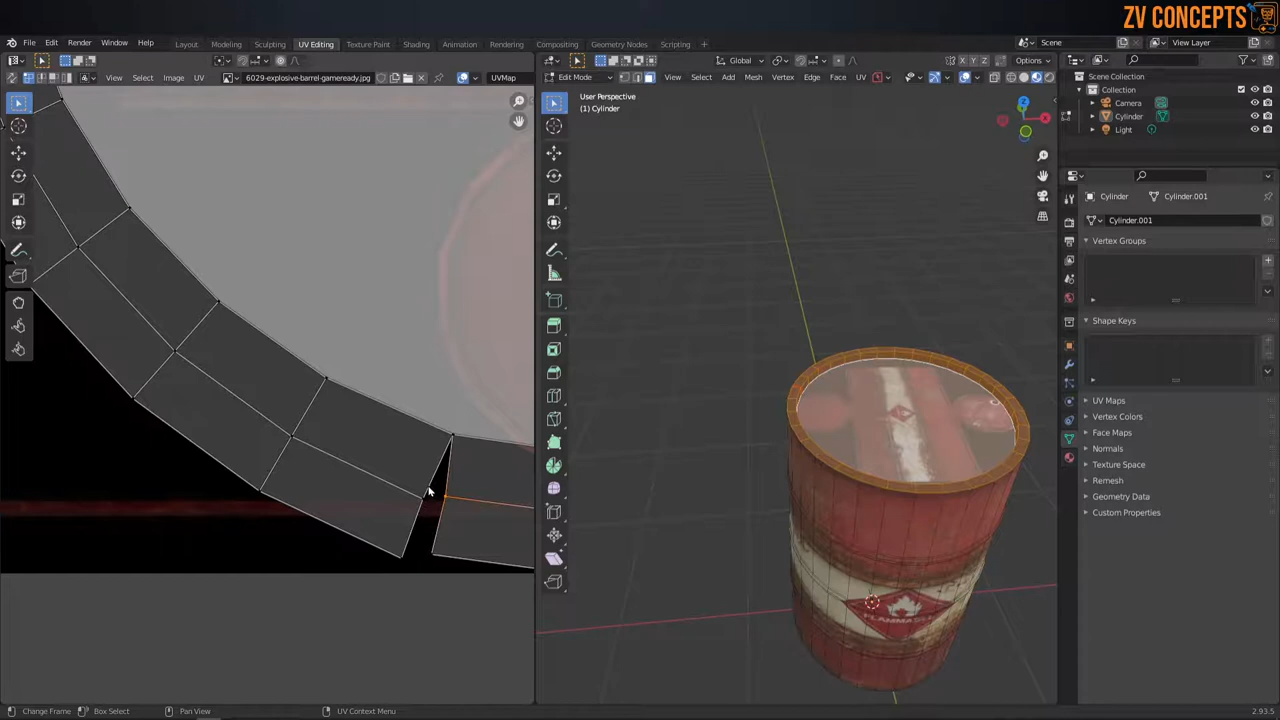 ZV CONCEPTS
File Edit Render Window Help
Layout Modeling Sculpting UV Editing Texture Paint Shading Animation Rendering Compositing Geometry Nodes Scripting +
Scene
View Layer
Global
X Y Z
Options
View Select Image UV
6029-explosive-barrel-gameready.jpg
UVMap
Edit Mode
View Select Add Mesh Vertex Edge Face UV
User Perspective
(1) Cylinder
Scene Collection
Collection
Camera
Cylinder
Light
Cylinder
Cylinder.001
Cylinder.001
Vertex Groups
Shape Keys
UV Maps
Vertex Colors
Face Maps
Normals
Texture Space
Remesh
Geometry Data
Custom Properties
Change Frame
Box Select
Pan View
UV Context Menu
2.93.5